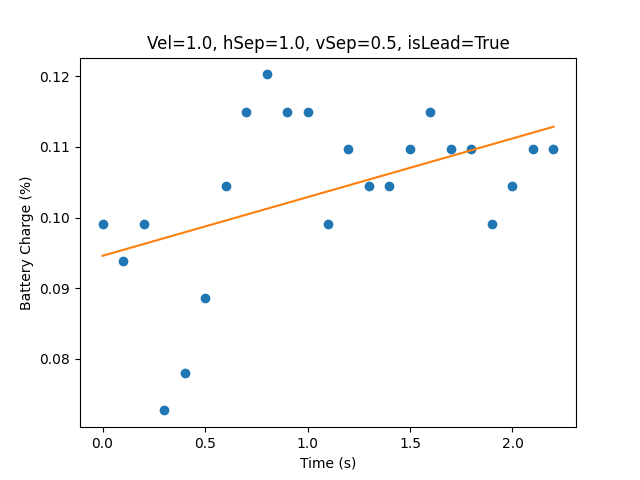 Vel=1.0, hSep=1.0, vSep=0.5, isLead=True
Battery Charge (%)
0.12
0.11
0.10
0.09
0.08
0.0 0.5 1.0 1.5 2.0
Time (s)